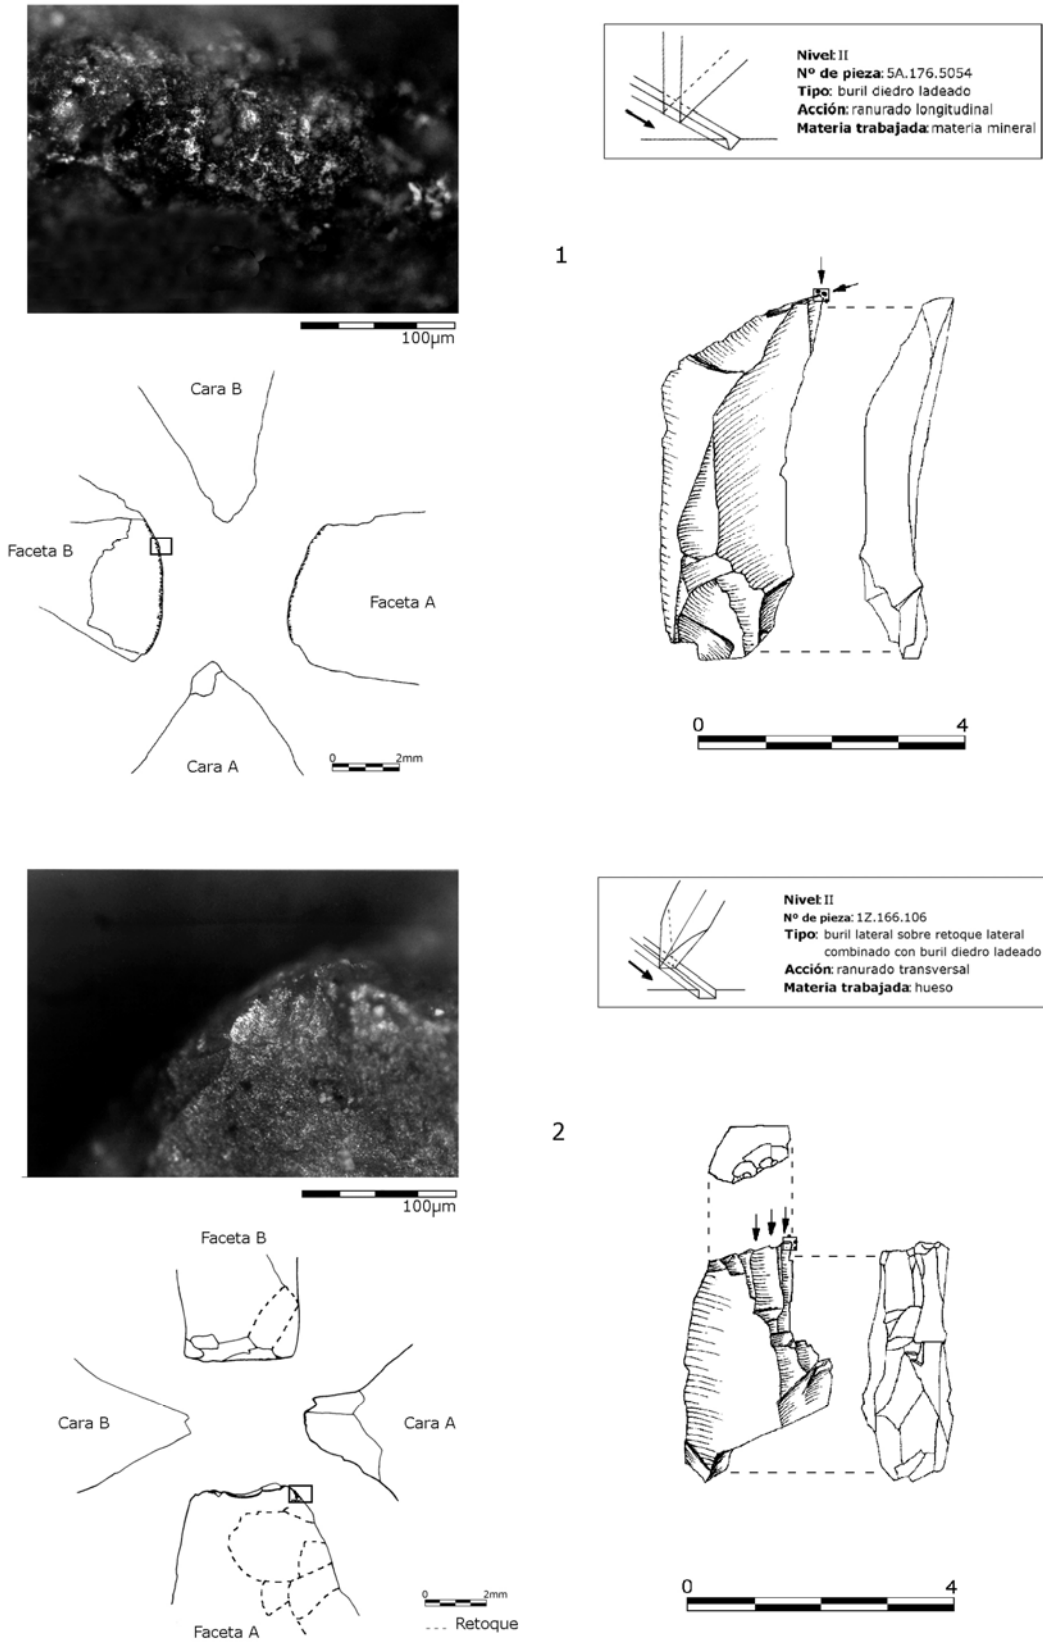 Nivel: II
Nº de pieza: 5A.176.5054
Tipo: buril diedro ladeado
Acción: ranurado longitudinal
Materia trabajada: materia mineral
1
100µm
Cara B
Faceta B
Faceta A
Cara A
0 2mm
0 4
Nivel: II
Nº de pieza: 1Z.166.106
Tipo: buril lateral sobre retoque lateral
combinado con buril diedro ladeado
Acción: ranurado transversal
Materia trabajada: hueso
2
100µm
Faceta B
Cara B
Cara A
Faceta A
0 2mm
Retoque
0 4